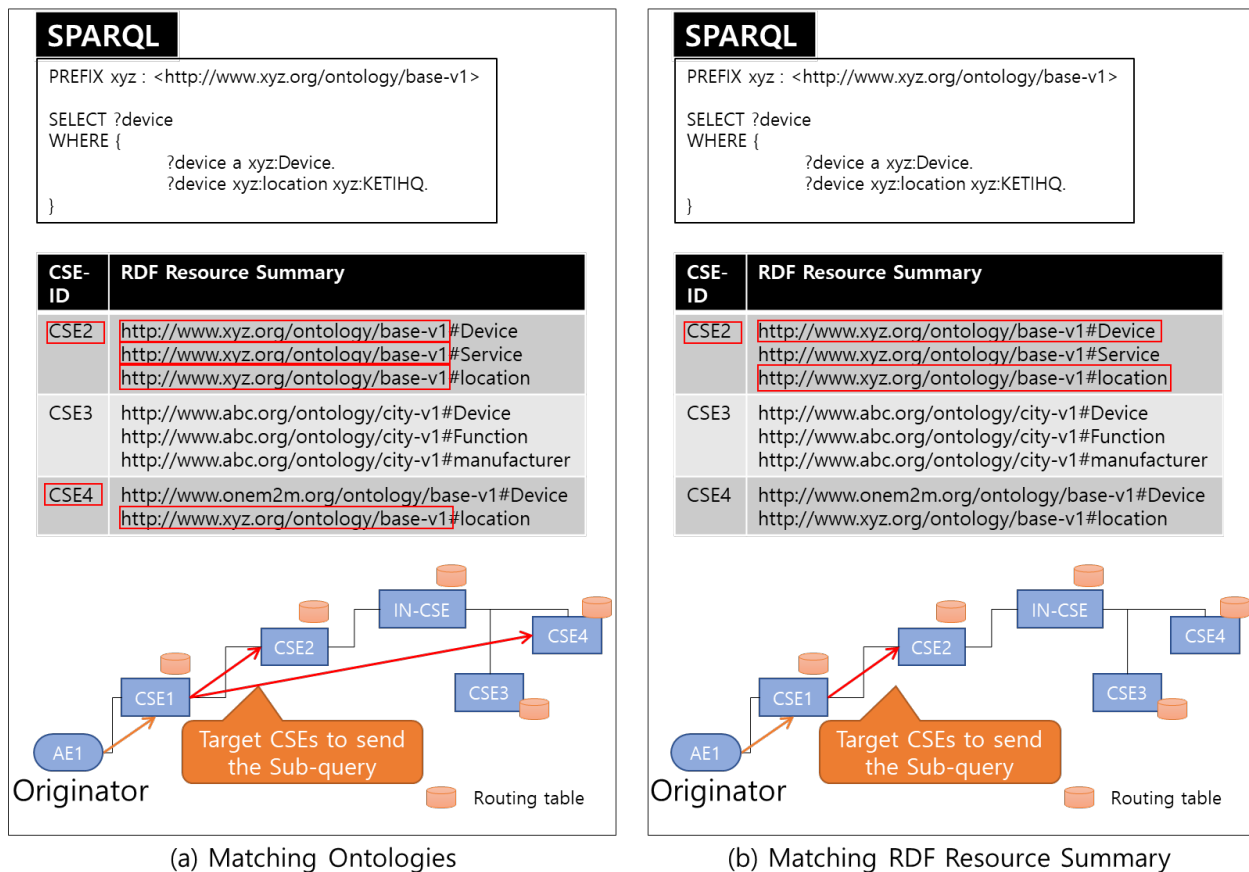 SPARQL
PREFIX xyz : <http://www.xyz.org/ontology/base-v1>
SELECT ?device
WHERE {
?device a xyz:Device.
?device xyz:location xyz:KETIHQ.
}
CSE-ID RDF Resource Summary
CSE2 http://www.xyz.org/ontology/base-v1#Device
http://www.xyz.org/ontology/base-v1#Service
http://www.xyz.org/ontology/base-v1#location
CSE3 http://www.abc.org/ontology/city-v1#Device
http://www.abc.org/ontology/city-v1#Function
http://www.abc.org/ontology/city-v1#manufacturer
CSE4 http://www.onem2m.org/ontology/base-v1#Device
http://www.xyz.org/ontology/base-v1#location
IN-CSE
CSE4
CSE2
CSE3
CSE1
Target CSEs to send
the Sub-query
AE1
Originator
Routing table
(a) Matching Ontologies
SPARQL
PREFIX xyz : <http://www.xyz.org/ontology/base-v1>
SELECT ?device
WHERE {
?device a xyz:Device.
?device xyz:location xyz:KETIHQ.
}
CSE-ID RDF Resource Summary
CSE2 http://www.xyz.org/ontology/base-v1#Device
http://www.xyz.org/ontology/base-v1#Service
http://www.xyz.org/ontology/base-v1#location
CSE3 http://www.abc.org/ontology/city-v1#Device
http://www.abc.org/ontology/city-v1#Function
http://www.abc.org/ontology/city-v1#manufacturer
CSE4 http://www.onem2m.org/ontology/base-v1#Device
http://www.xyz.org/ontology/base-v1#location
IN-CSE
CSE4
CSE2
CSE3
CSE1
Target CSEs to send
the Sub-query
AE1
Originator
Routing table
(b) Matching RDF Resource Summary